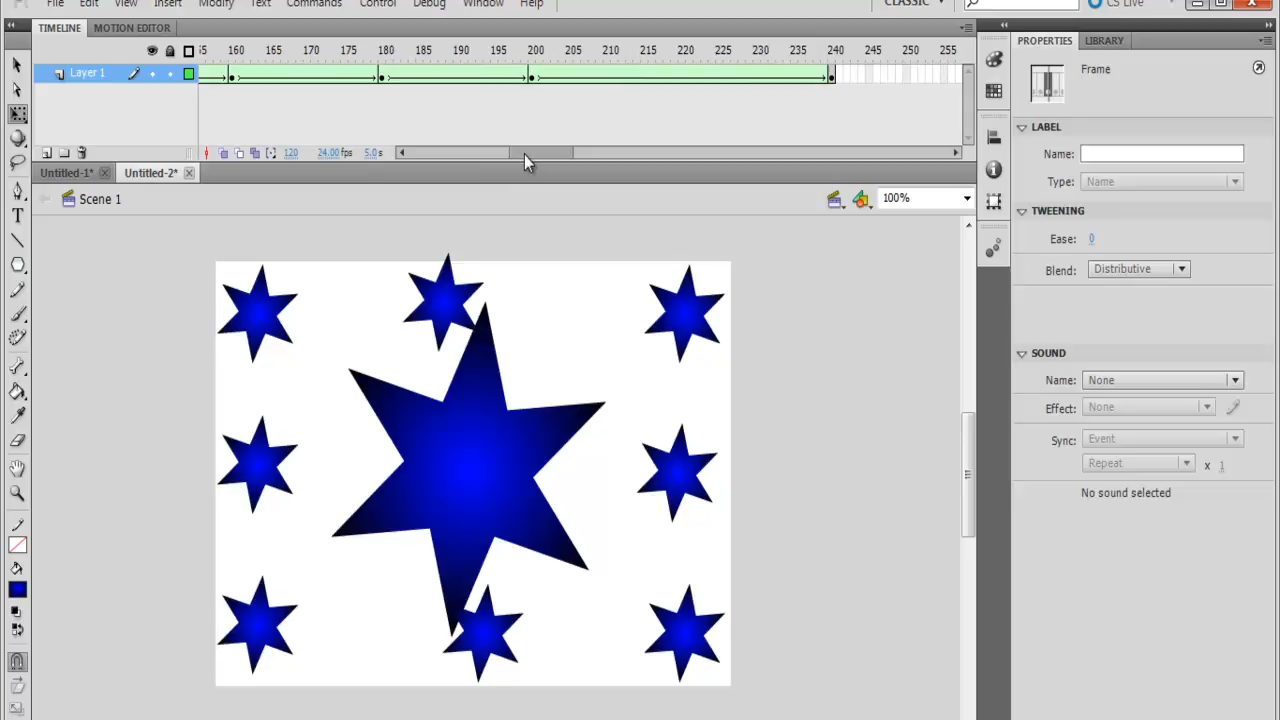 File Edit View Insert Modify Text Commands Control Debug Window Help CLASSIC CS Live
TIMELINE MOTION EDITOR
55 160 165 170 175 180 185 190 195 200 205 210 215 220 225 230 235 240 245 250 255
Layer 1
120 24.00 fps 5.0 s
Untitled-1* Untitled-2*
Scene 1
100%
PROPERTIES LIBRARY
Frame
LABEL
Name:
Type: Name
TWEENING
Ease: 0
Blend: Distributive
SOUND
Name: None
Effect: None
Sync: Event
Repeat x 1
No sound selected